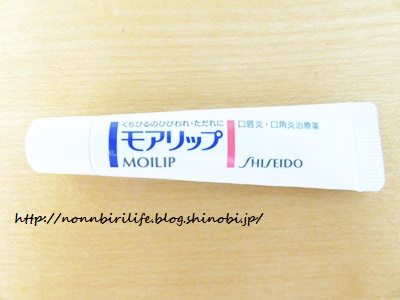 くちびるのひびわれ・ただれに
モアリップ
MOILIP
口唇炎・口角炎治療薬
SHISEIDO
http://nonnbirilife.blog.shinobi.jp/